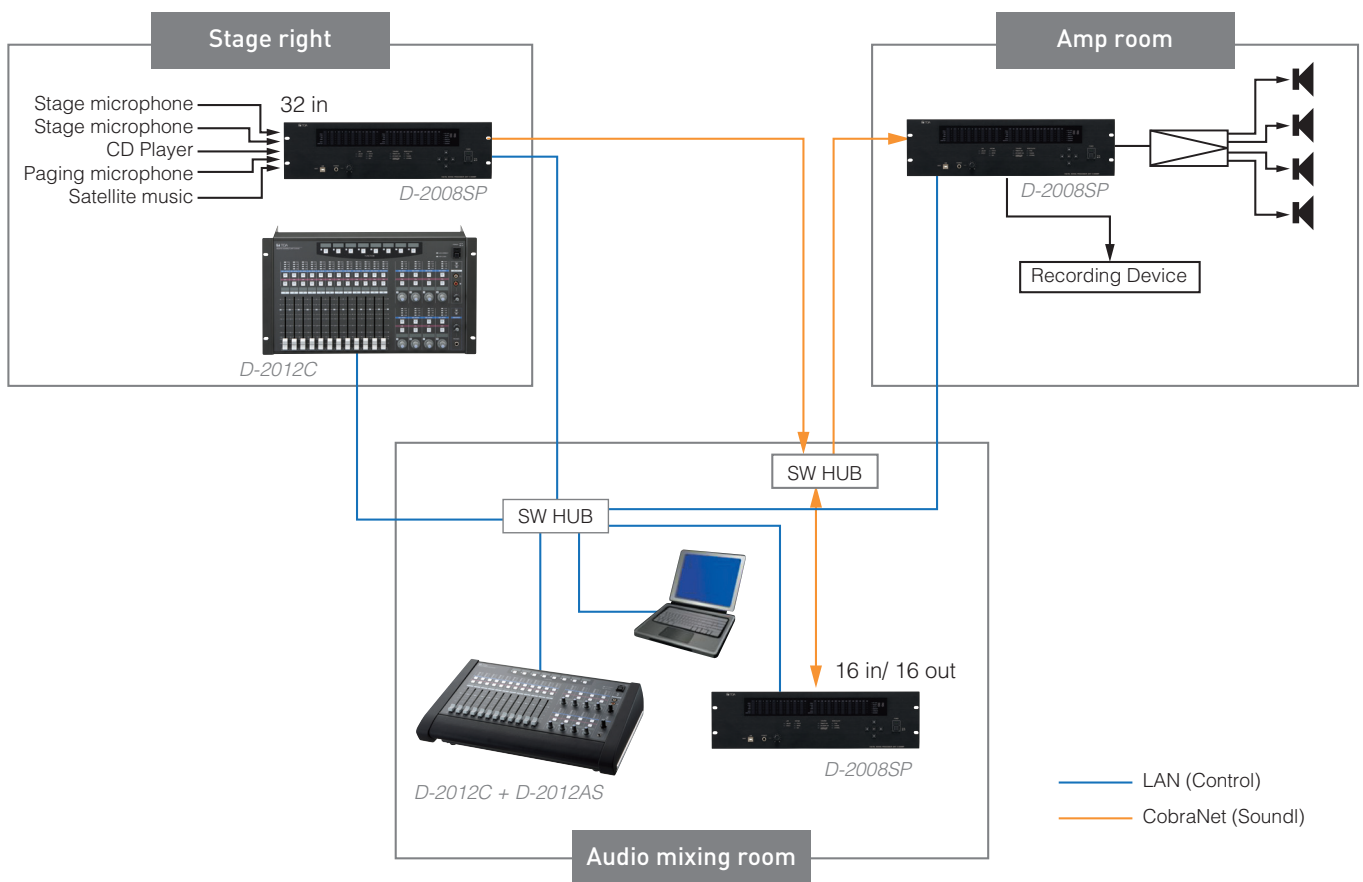 Stage right
Stage microphone
Stage microphone
CD Player
Paging microphone
Satellite music
32 in
D-2008SP
D-2012C
Amp room
D-2008SP
Recording Device
SW HUB
SW HUB
16 in/ 16 out
D-2008SP
D-2012C + D-2012AS
Audio mixing room
LAN (Control)
CobraNet (Soundl)